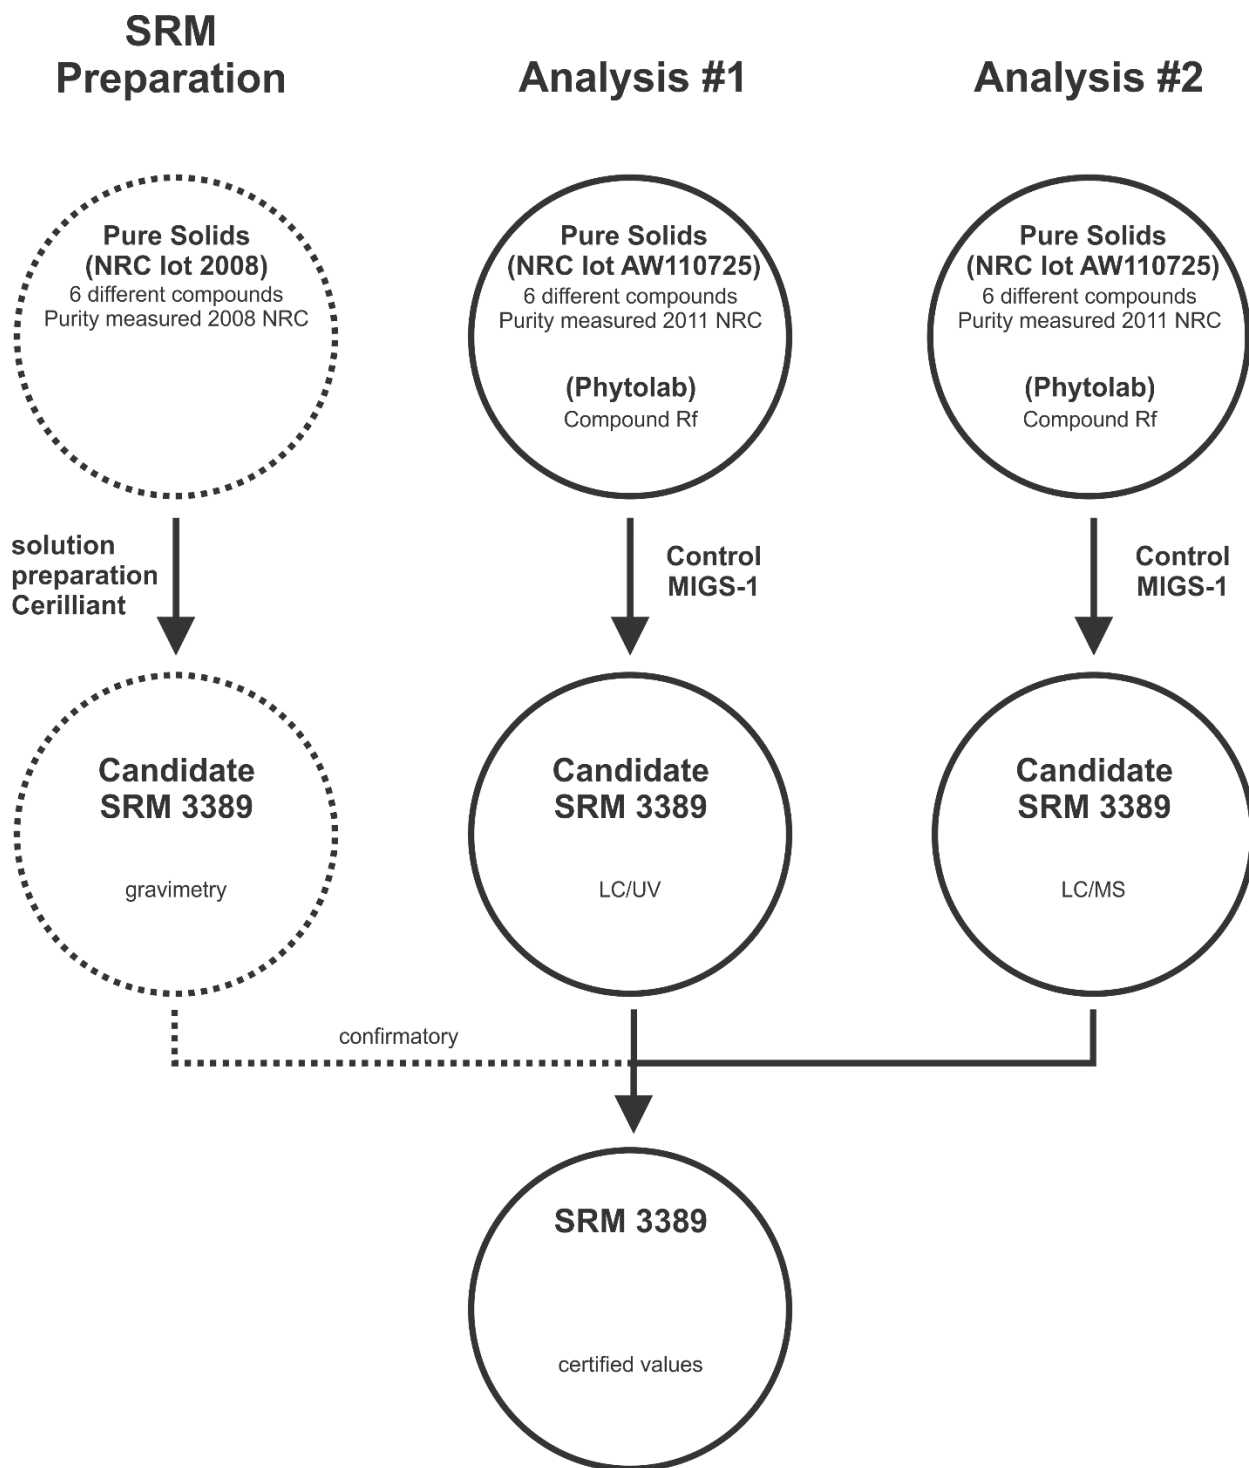 SRM
Preparation
Analysis #1
Analysis #2
Pure Solids
(NRC lot 2008)
6 different compounds
Purity measured 2008 NRC
Pure Solids
(NRC lot AW110725)
6 different compounds
Purity measured 2011 NRC
(Phytolab)
Compound Rf
Pure Solids
(NRC lot AW110725)
6 different compounds
Purity measured 2011 NRC
(Phytolab)
Compound Rf
solution
preparation
Cerilliant
Control
MIGS-1
Control
MIGS-1
Candidate
SRM 3389
gravimetry
Candidate
SRM 3389
LC/UV
Candidate
SRM 3389
LC/MS
confirmatory
SRM 3389
certified values